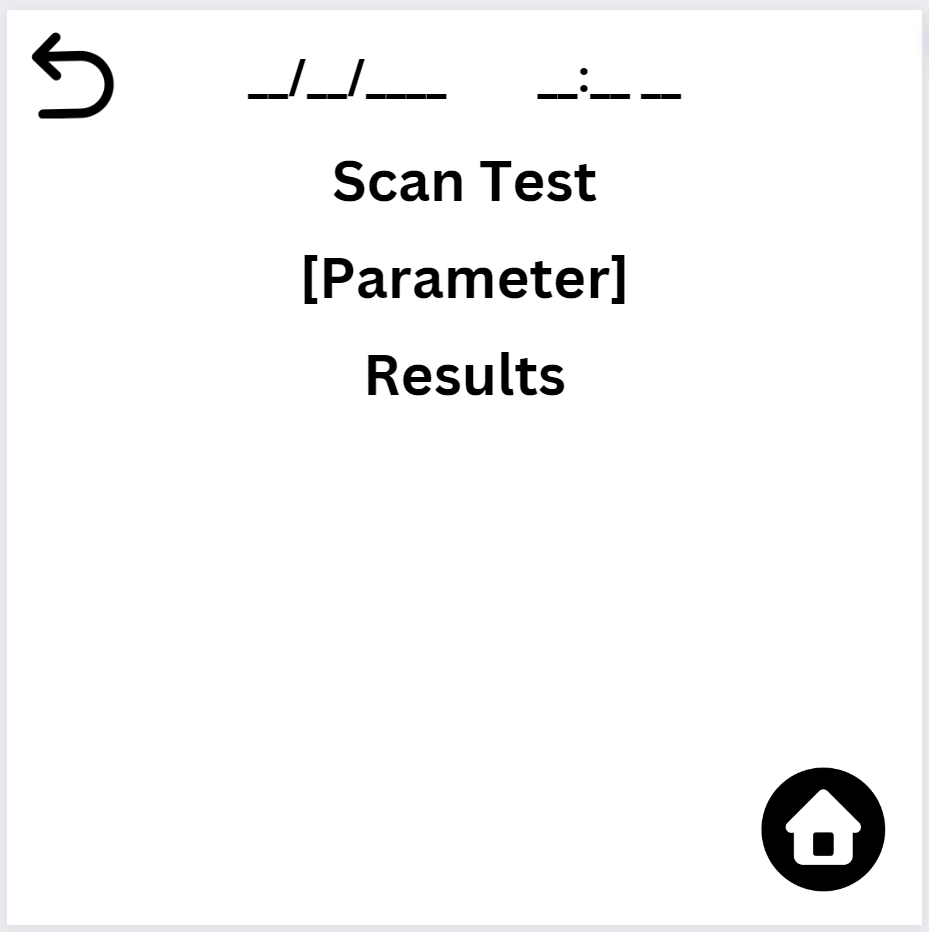 __/__/____ __:__ __
Scan Test
[Parameter]
Results